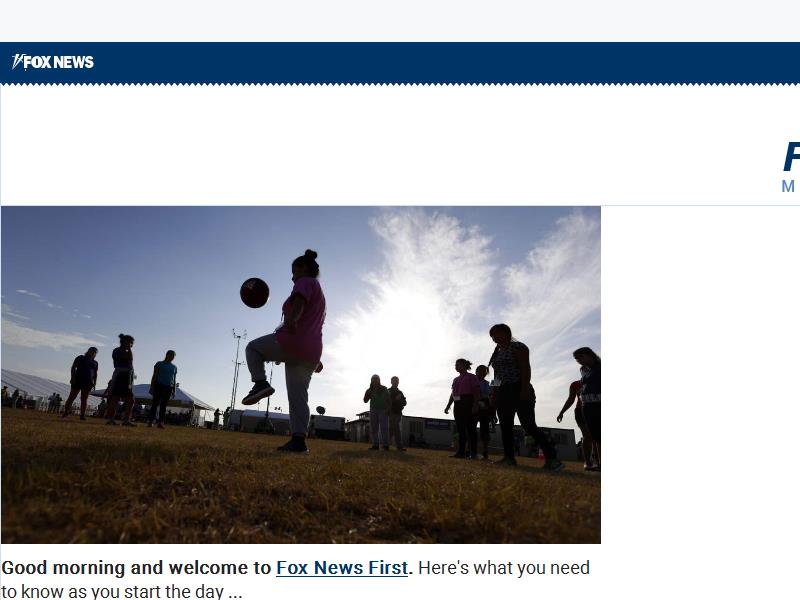 FOX NEWS
F
M
Good morning and welcome to Fox News First. Here's what you need
to know as you start the day ...